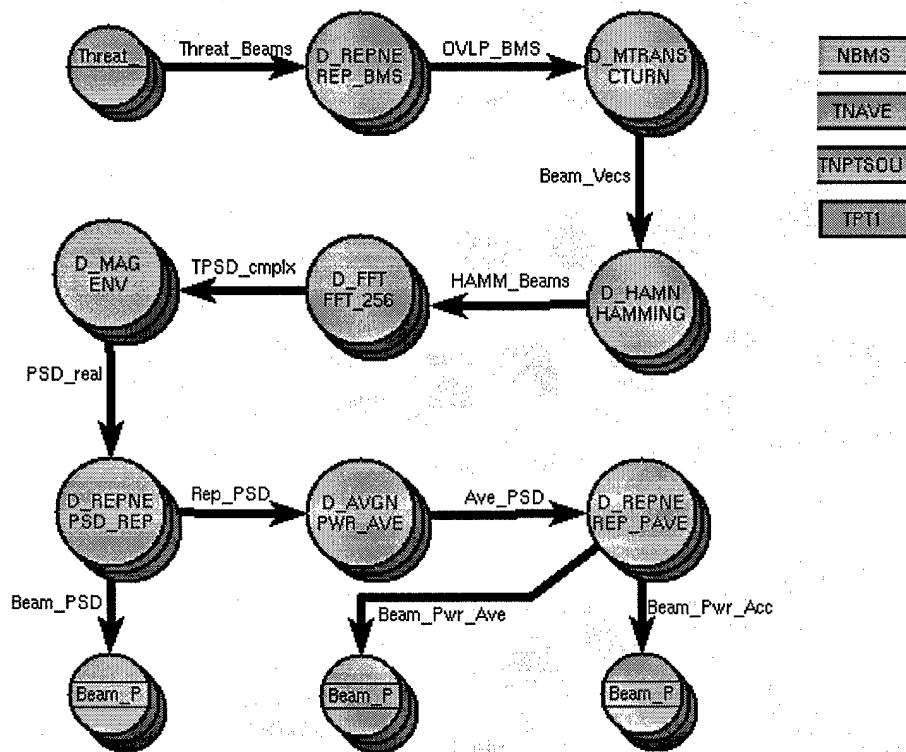 Threat_
Threat_Beams
D_REPNE
REP_BMS
OVLP_BMS
D_MTRANS
CTURN
NBMS
TNAVE
TNPTSOU
TFT1
Beam_Vecs
D_MAG
ENV
TPSD_cmplx
D_FFT
FFT_256
HAMM_Beams
D_HAMN
HAMMING
PSD_real
D_REPNE
PSD_REP
Rep_PSD
D_AVGN
PWR_AVE
Ave_PSD
D_REPNE
REP_PAVE
Beam_PSD
Beam_Pwr_Ave
Beam_Pwr_Acc
Beam_P
Beam_P
Beam_P